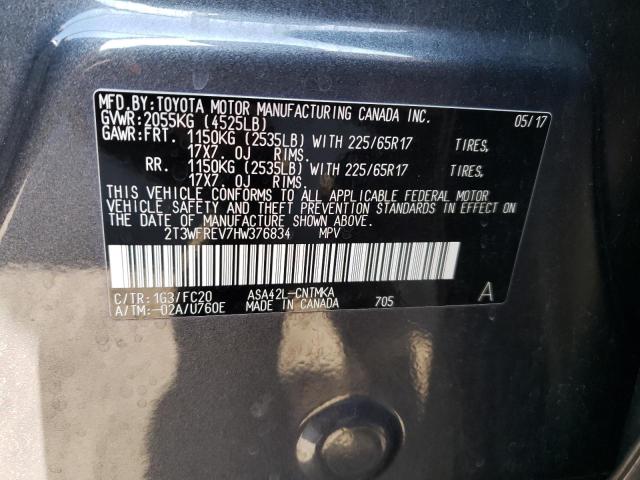 MFD.BY:TOYOTA MOTOR MANUFACTURING CANADA INC. 05/17
GVWR:2055KG (4525LB)
GAWR:FRT. 1150KG (2535LB) WITH 225/65R17 TIRES,
17X7.0J RIMS.
RR. 1150KG (2535LB) WITH 225/65R17 TIRES,
17X7.0J RIMS.
THIS VEHICLE CONFORMS TO ALL APPLICABLE FEDERAL MOTOR
VEHICLE SAFETY AND THEFT PREVENTION STANDARDS IN EFFECT ON
THE DATE OF MANUFACTURE SHOWN ABOVE.
2T3WFREV7HW376834 MPV
C/TR:1G3/FC20 ASA42L-CNTMKA 705 A
A/TM:-02A/U760E MADE IN CANADA